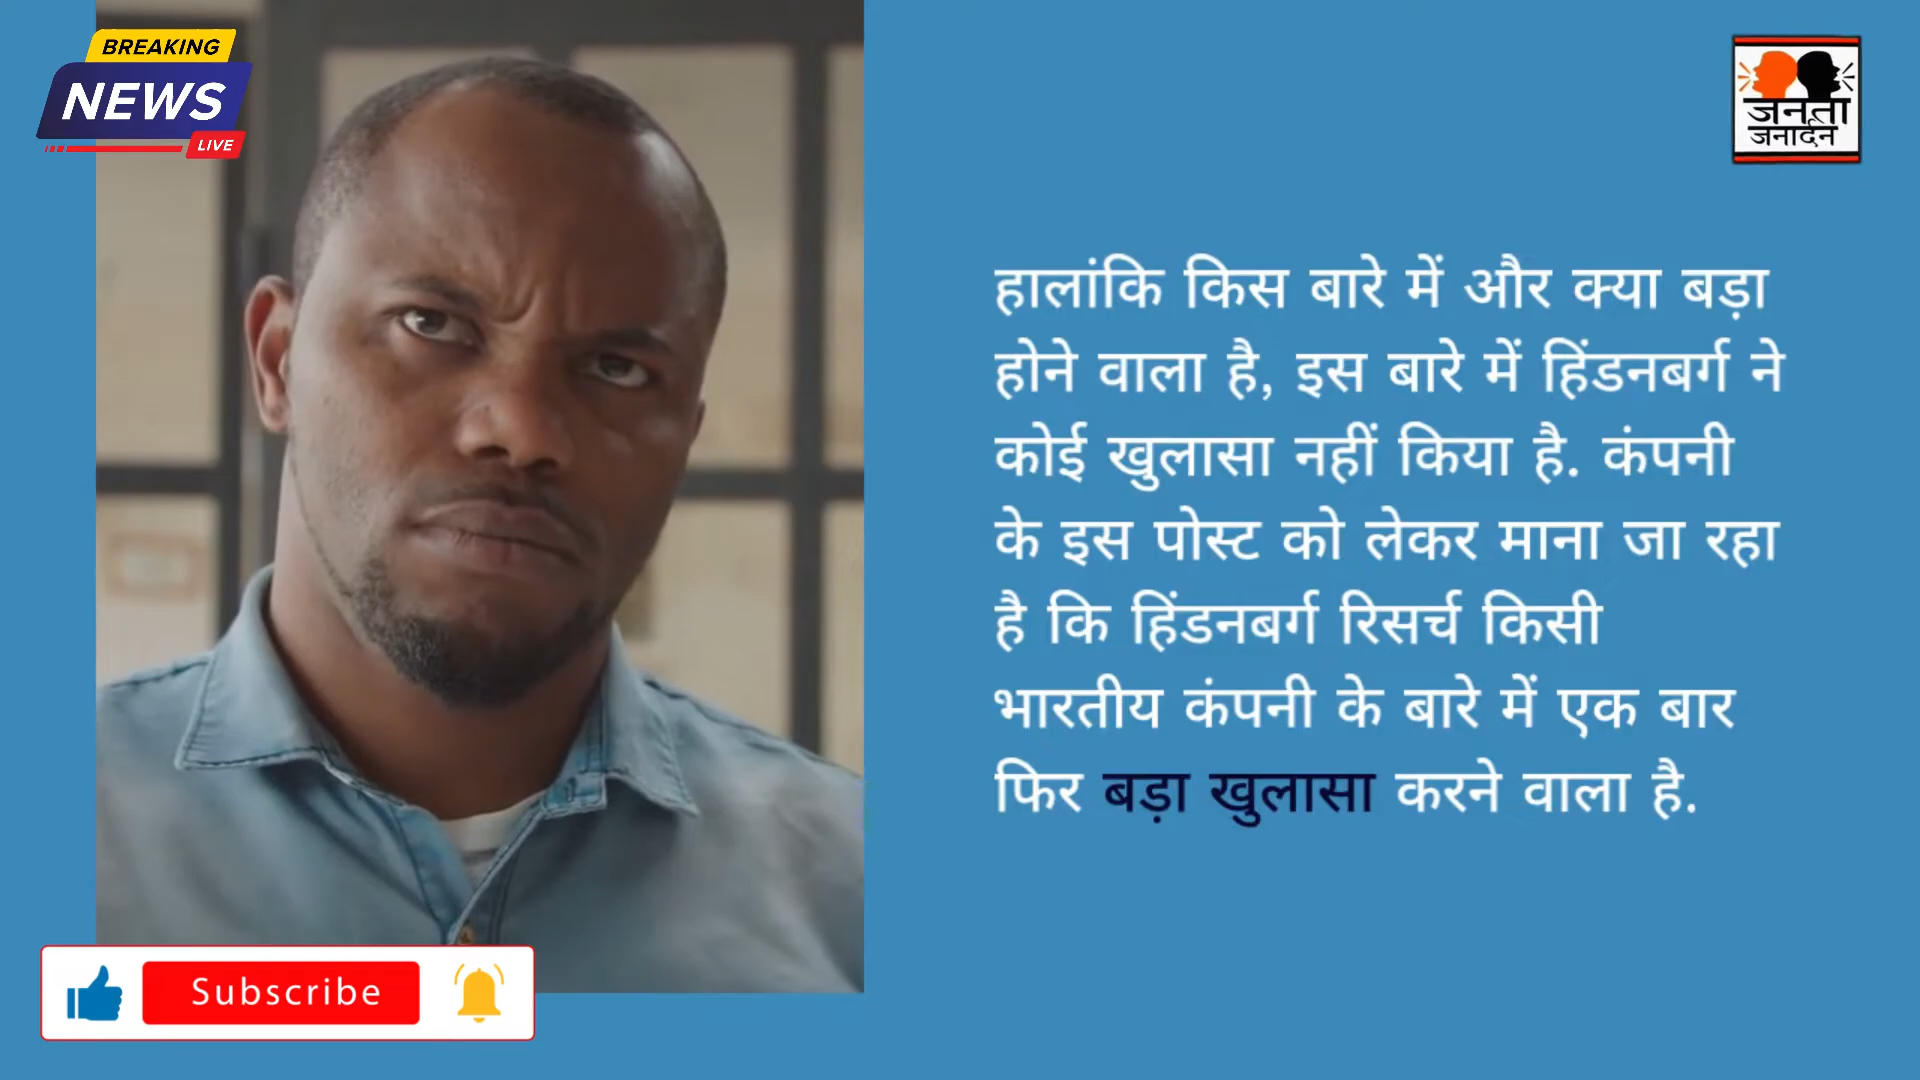 BREAKING
NEWS
LIVE
जनता
जनार्दन
हालांकि किस बारे में और क्या बड़ा
होने वाला है, इस बारे में हिंडनबर्ग ने
कोई खुलासा नहीं किया है. कंपनी
के इस पोस्ट को लेकर माना जा रहा
है कि हिंडनबर्ग रिसर्च किसी
भारतीय कंपनी के बारे में एक बार
फिर बड़ा खुलासा करने वाला है.
Subscribe